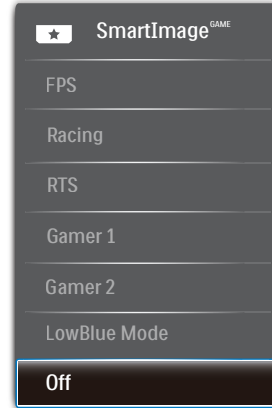 SmartImage GAME
FPS
Racing
RTS
Gamer 1
Gamer 2
LowBlue Mode
Off